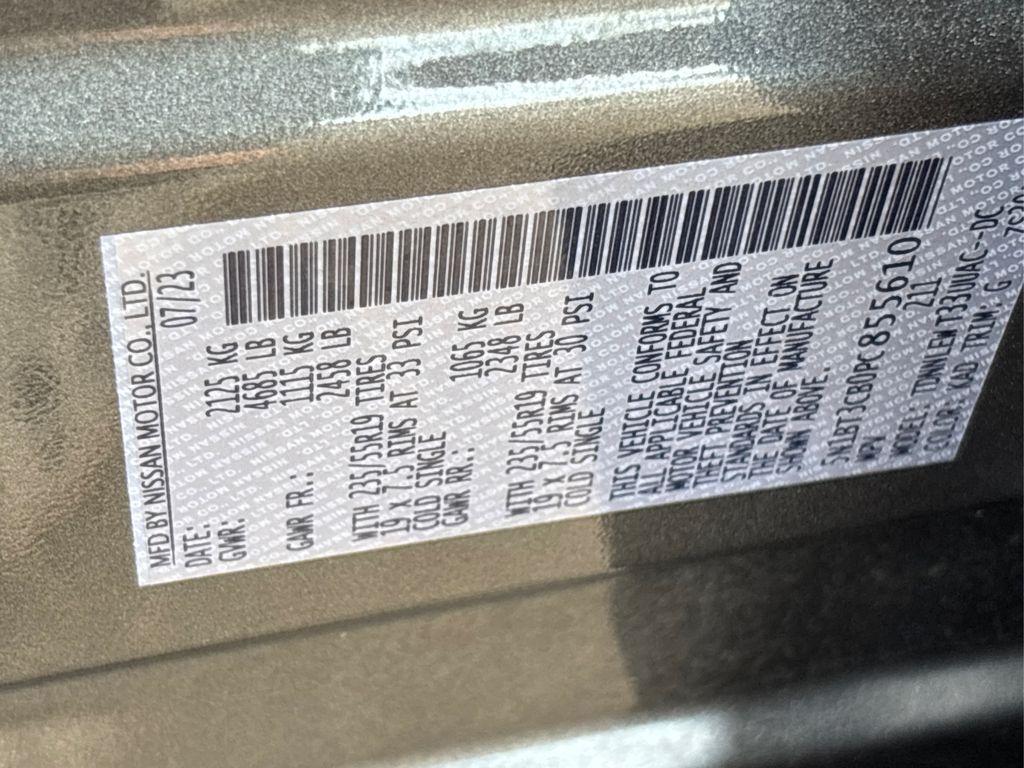 MFD BY NISSAN MOTOR CO., LTD.
DATE: 07/23
GWR: 2125 KG
4685 LB
GAWR FR.: 1115 KG
2458 LB
WITH 235/55R19 TIRES
19 X 7.5 RIMS AT 33 PSI
COLD SINGLE
GAWR RR.: 1065 KG
2348 LB
WITH 235/55R19 TIRES
19 X 7.5 RIMS AT 30 PSI
COLD SINGLE
THIS VEHICLE CONFORMS TO
ALL APPLICABLE FEDERAL
MOTOR VEHICLE SAFETY AND
THEFT PREVENTION
STANDARDS IN EFFECT ON
THE DATE OF MANUFACTURE
SHOWN ABOVE.
5N1BT3CB0PC855610
MPV 211
MODEL: TDNNLEW T333UAC-DC
COLOR: KAD TRIM: G